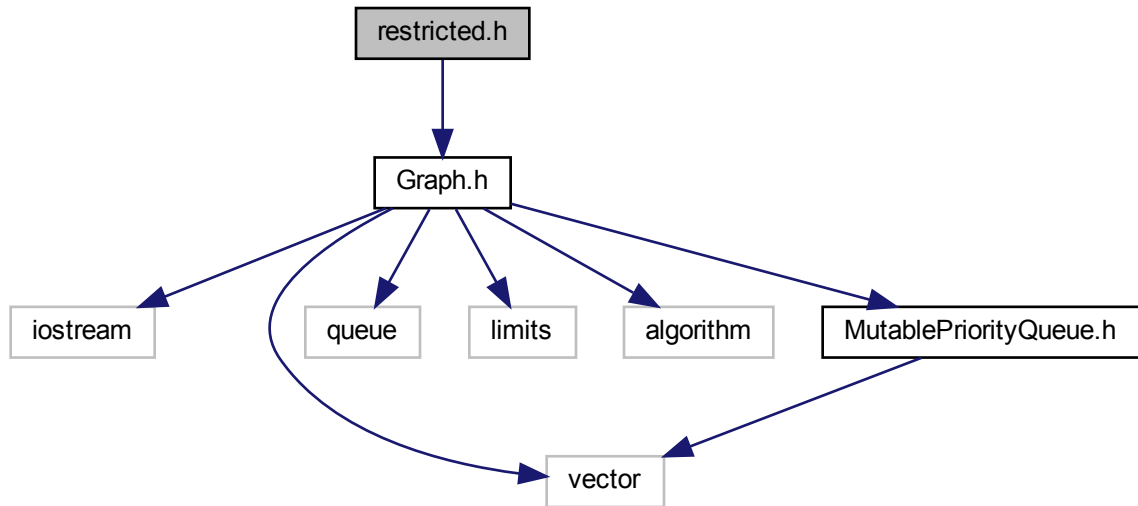 restricted.h
Graph.h
iostream
queue
limits
algorithm
MutablePriorityQueue.h
vector